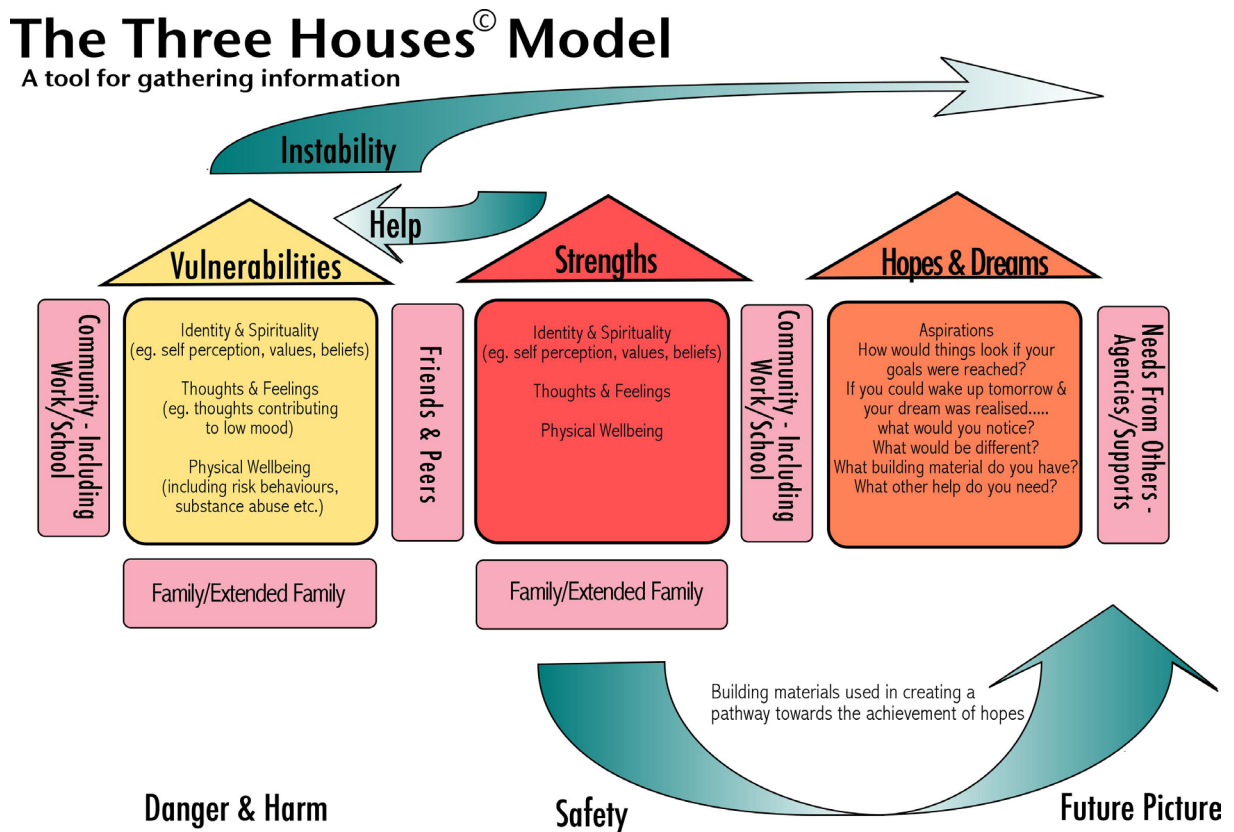 The Three Houses© Model
A tool for gathering information
Instability
Help
Vulnerabilities
Strengths
Hopes & Dreams
Community - Including
Work/School
Identity & Spirituality
(eg. self perception, values, beliefs)
Thoughts & Feelings
(eg. thoughts contributing
to low mood)
Physical Wellbeing
(including risk behaviours,
substance abuse etc.)
Family/Extended Family
Friends & Peers
Identity & Spirituality
(eg. self perception, values, beliefs)
Thoughts & Feelings
Physical Wellbeing
Family/Extended Family
Community - Including
Work/School
Aspirations
How would things look if your
goals were reached?
If you could wake up tomorrow &
your dream was realised.....
what would you notice?
What would be different?
What building material do you have?
What other help do you need?
Needs From Others -
Agencies/Supports
Building materials used in creating a
pathway towards the achievement of hopes
Danger & Harm
Safety
Future Picture